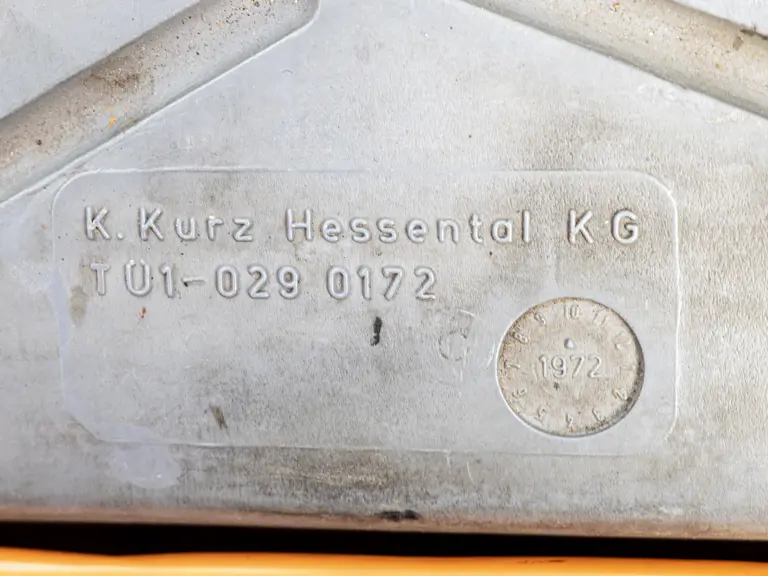 K. Kurz Hessental KG
TÜ1-029 0172
1972